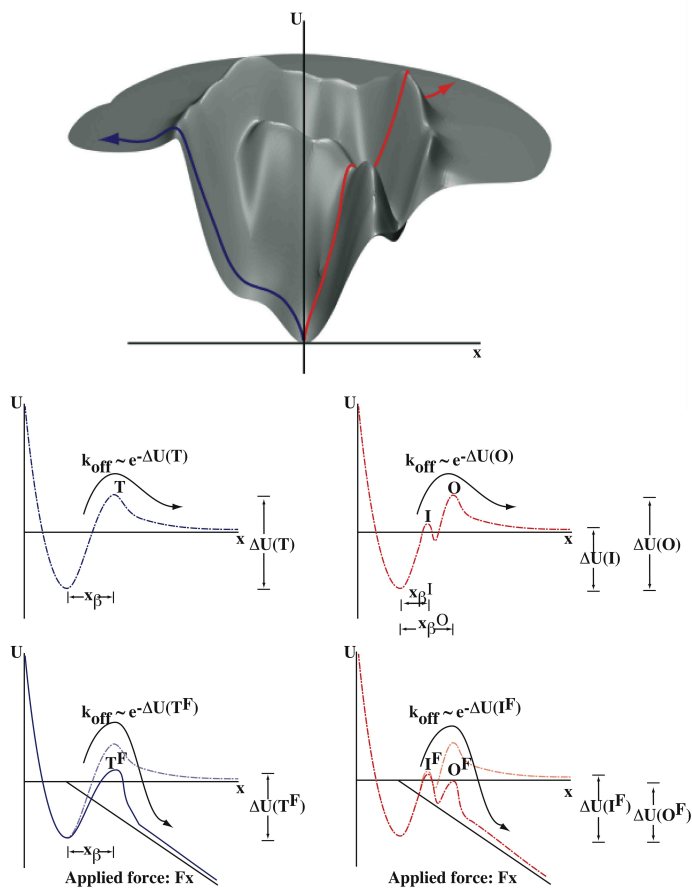 U
x
U
k_off ~ e^-ΔU(T)
T
x
ΔU(T)
x_β
U
k_off ~ e^-ΔU(O)
O
I
x
ΔU(I)
ΔU(O)
x_β^I
x_β^O
U
k_off ~ e^-ΔU(T^F)
T^F
x
ΔU(T^F)
x_β
Applied force: Fx
U
k_off ~ e^-ΔU(I^F)
I^F
O^F
x
ΔU(I^F)
ΔU(O^F)
Applied force: Fx